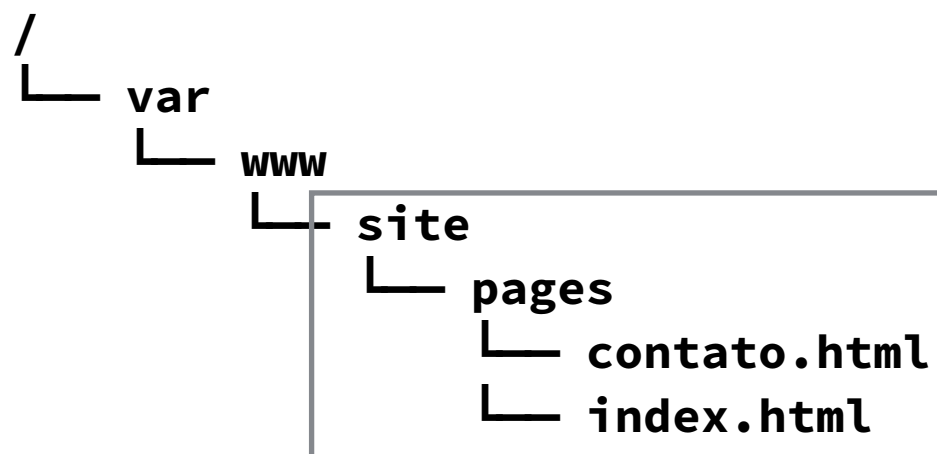 /
└── var
└── www
└── site
└── pages
└── contato.html
└── index.html